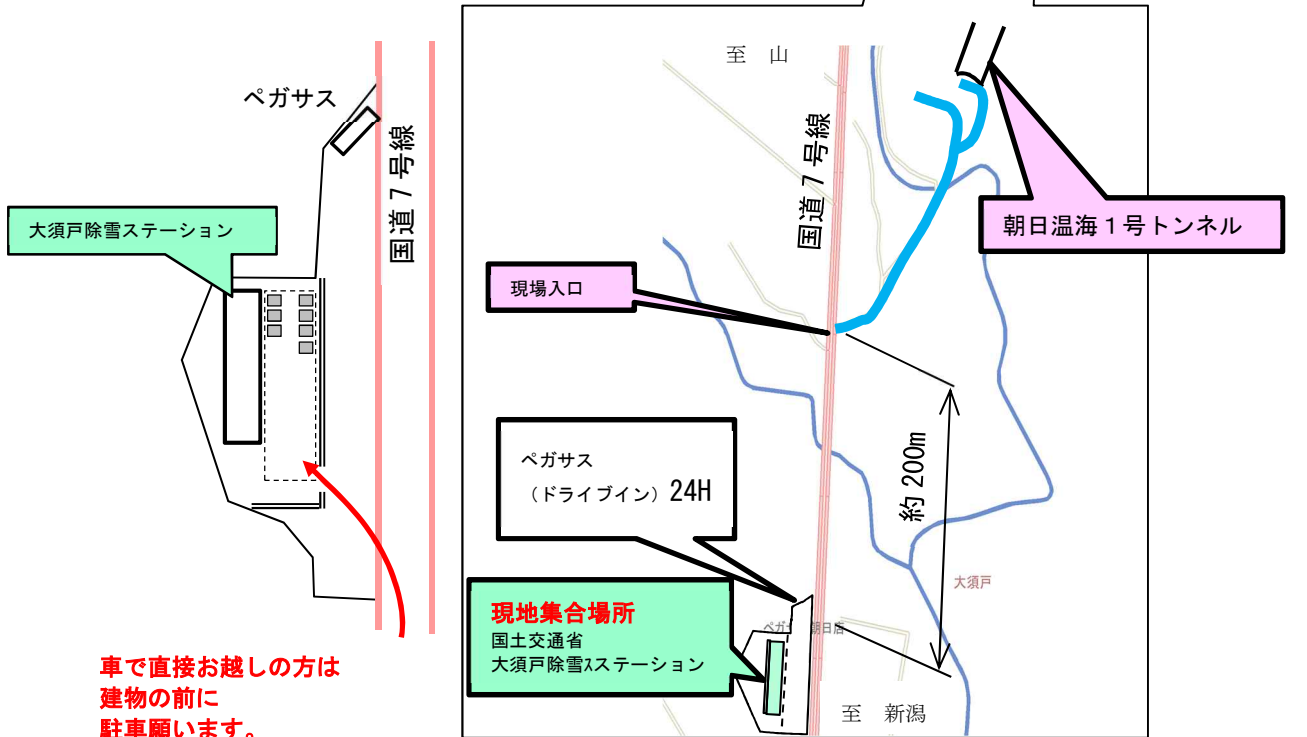 ペガサス
国道７号線
大須戸除雪ステーション
車で直接お越しの方は
建物の前に
駐車願います。
至 山
国道７号線
朝日温海１号トンネル
現場入口
ペガサス
（ドライブイン）24H
約 200m
大須戸
現地集合場所
国土交通省
大須戸除雪ｽステーション
至 新潟